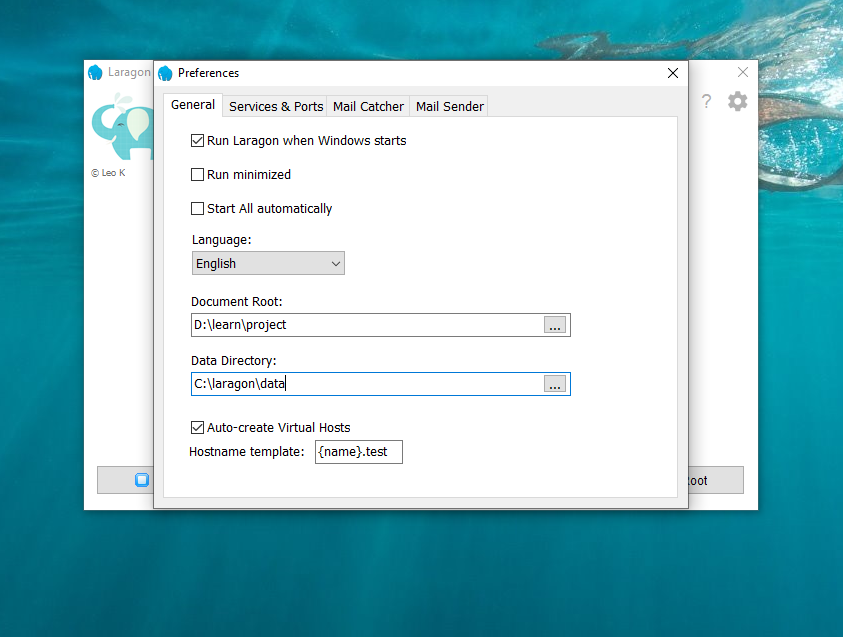 Laragon
Preferences
General
Services & Ports
Mail Catcher
Mail Sender
?
© Leo K
Run Laragon when Windows starts
Run minimized
Start All automatically
Language:
English
Document Root:
D:\learn\project
...
Data Directory:
C:\laragon\data
...
Auto-create Virtual Hosts
Hostname template:
{name}.test
oot